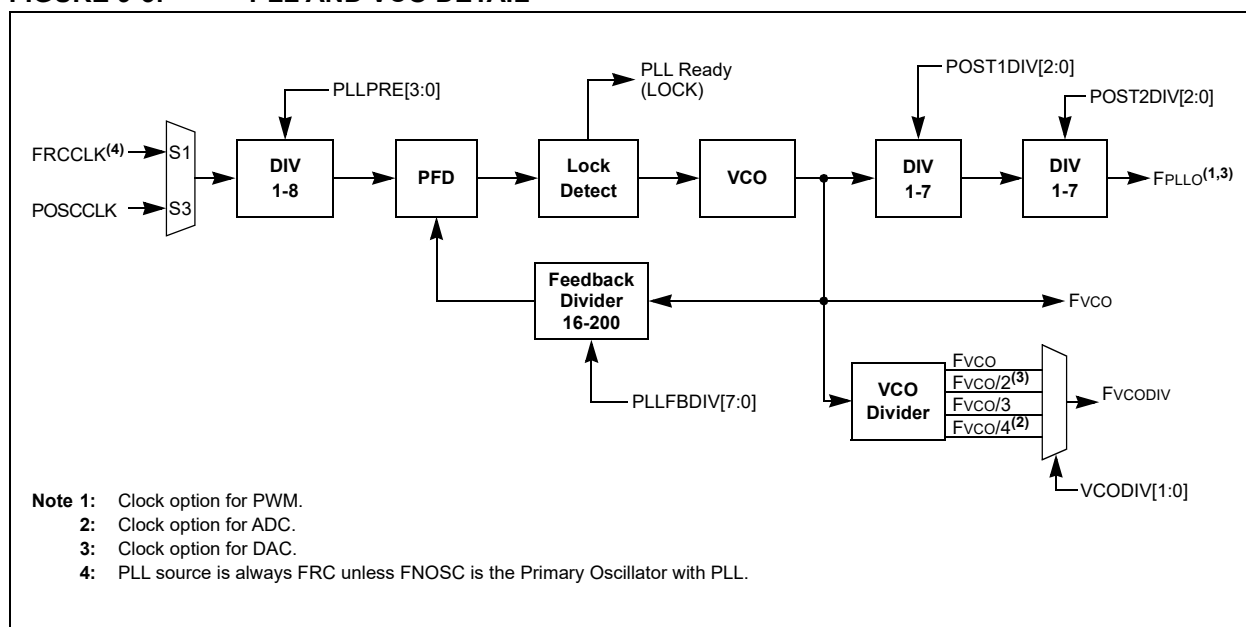 PLLPRE[3:0]
PLL Ready
(LOCK)
POST1DIV[2:0]
POST2DIV[2:0]
FRCCLK(4)
S1
POSCCLK
S3
DIV
1-8
PFD
Lock
Detect
VCO
DIV
1-7
DIV
1-7
FPLLO(1,3)
Feedback
Divider
16-200
FVCO
PLLFBDIV[7:0]
VCO
Divider
FVCO
FVCO/2(3)
FVCO/3
FVCO/4(2)
FVCODIV
VCODIV[1:0]
Note 1: Clock option for PWM.
2: Clock option for ADC.
3: Clock option for DAC.
4: PLL source is always FRC unless FNOSC is the Primary Oscillator with PLL.